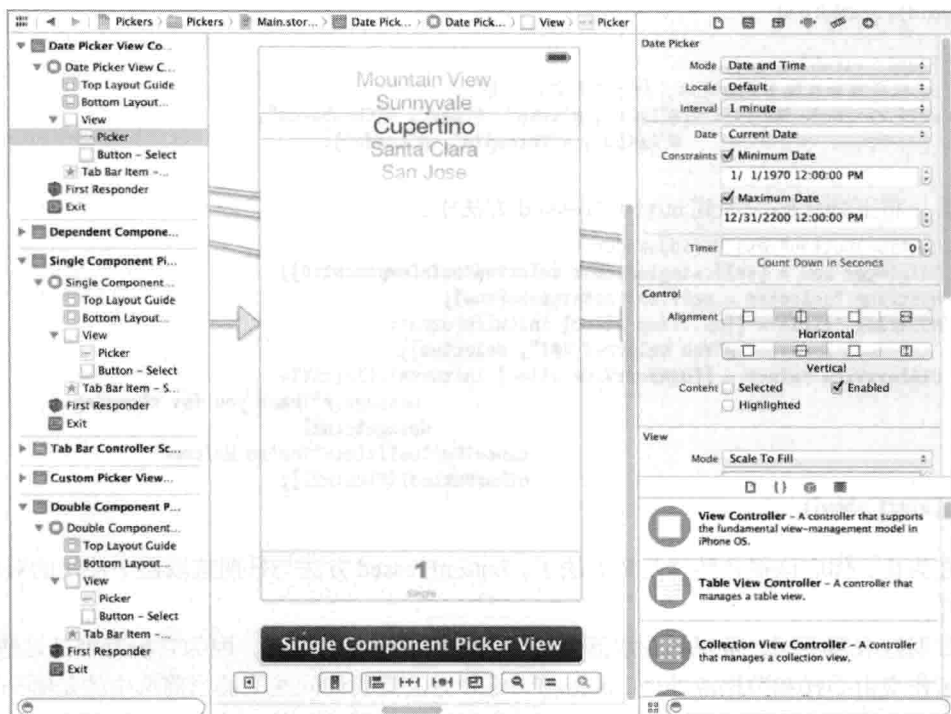 Pickers
Pickers
Main.stor...
Date Pick...
Date Pick...
View
Picker
Date Picker View Co...
Date Picker View C...
Top Layout Guide
Bottom Layout...
View
Picker
Button - Select
Tab Bar Item -...
First Responder
Exit
Dependent Compone...
Single Component Pi...
Single Component...
Top Layout Guide
Bottom Layout...
View
Picker
Button - Select
Tab Bar Item - S...
First Responder
Exit
Tab Bar Controller Sc...
Custom Picker View...
Double Component P...
Double Component...
Top Layout Guide
Bottom Layout...
View
Picker
Button - Select
Tab Bar Item -...
First Responder
Exit
Mountain View
Sunnyvale
Cupertino
Santa Clara
San Jose
1
Single
Single Component Picker View
Date Picker
Mode Date and Time
Locale Default
Interval 1 minute
Date Current Date
Constraints Minimum Date
1/ 1/1970 12:00:00 PM
Maximum Date
12/31/2200 12:00:00 PM
Timer 0
Count Down in Seconds
Control
Alignment
Horizontal
Vertical
Content Selected Enabled
Highlighted
View
Mode Scale To Fill
View Controller - A controller that supports
the fundamental view-management model in
iPhone OS.
Table View Controller - A controller that
manages a table view.
Collection View Controller - A controller
that manages a collection view.